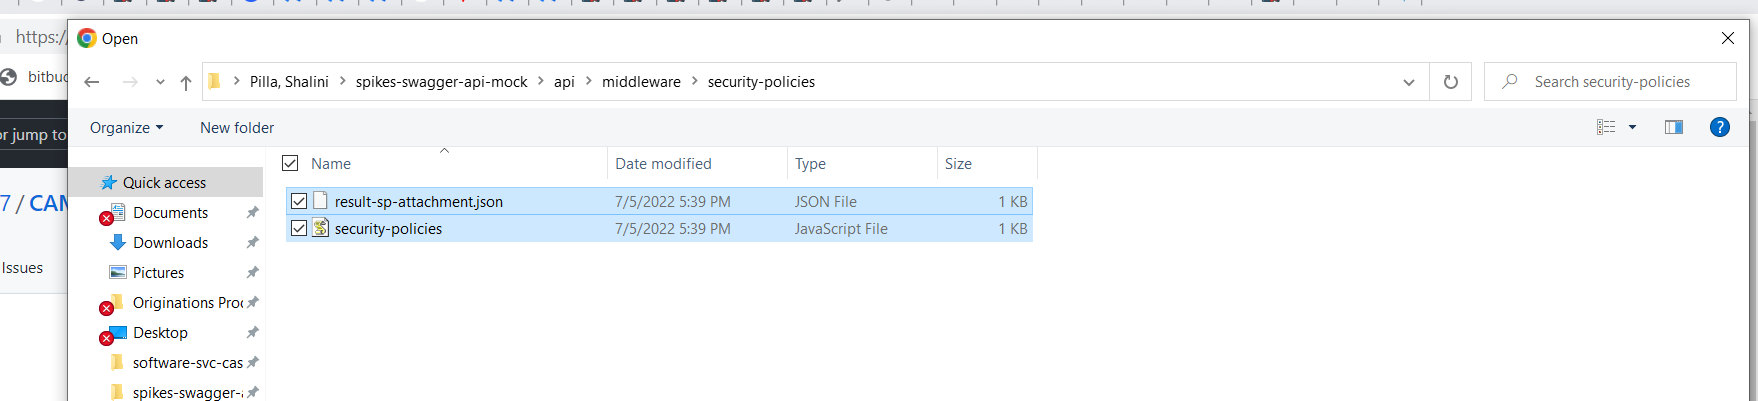 Open
https://
bitbuc
Pilla, Shalini > spikes-swagger-api-mock > api > middleware > security-policies
Search security-policies
Organize
New folder
or jump to
Name
Date modified
Type
Size
Quick access
result-sp-attachment.json 7/5/2022 5:39 PM JSON File 1 KB
7 / CAM
Documents
security-policies 7/5/2022 5:39 PM JavaScript File 1 KB
Downloads
Issues
Pictures
Originations Proc
Desktop
software-svc-cas
spikes-swagger-a